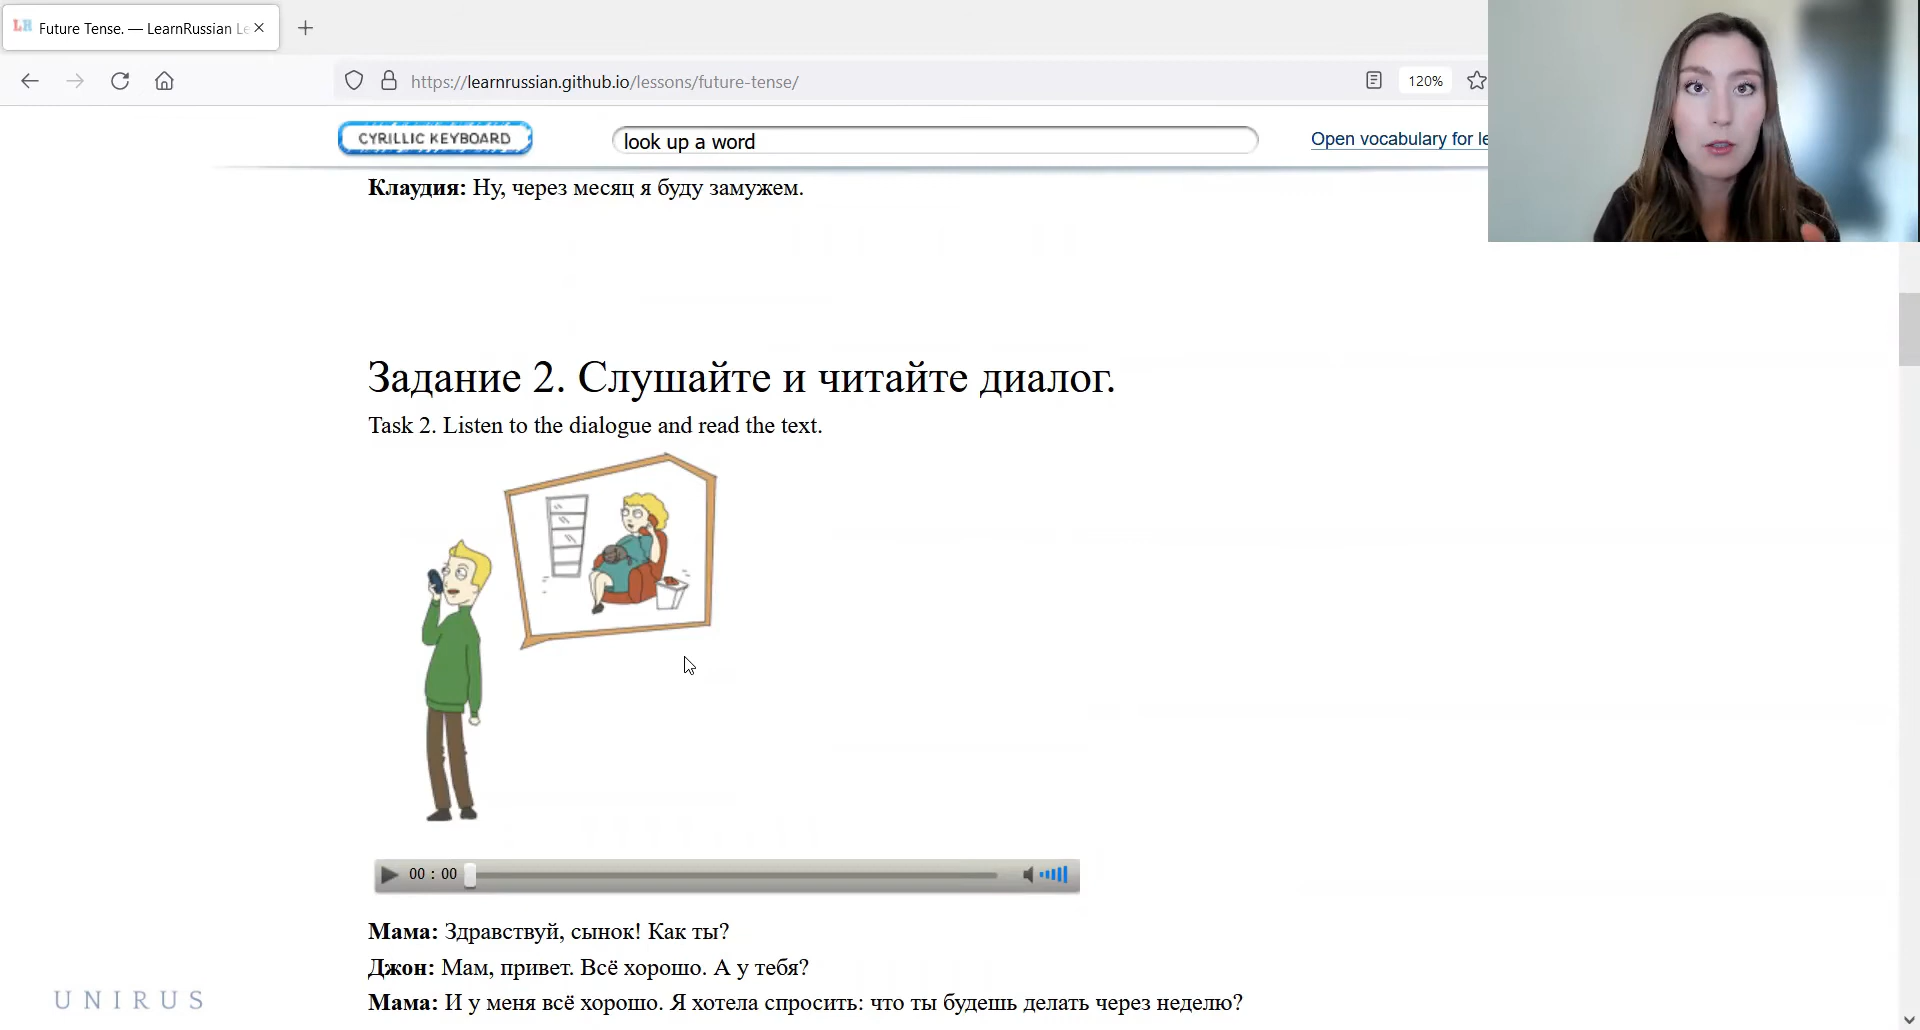 LR Future Tense. — LearnRussian Le
https://learnrussian.github.io/lessons/future-tense/
120%
CYRILLIC KEYBOARD
look up a word
Open vocabulary for le
Клаудия: Ну, через месяц я буду замужем.
Задание 2. Слушайте и читайте диалог.
Task 2. Listen to the dialogue and read the text.
00 : 00
Мама: Здравствуй, сынок! Как ты?
Джон: Мам, привет. Всё хорошо. А у тебя?
Мама: И у меня всё хорошо. Я хотела спросить: что ты будешь делать через неделю?
UNIRUS